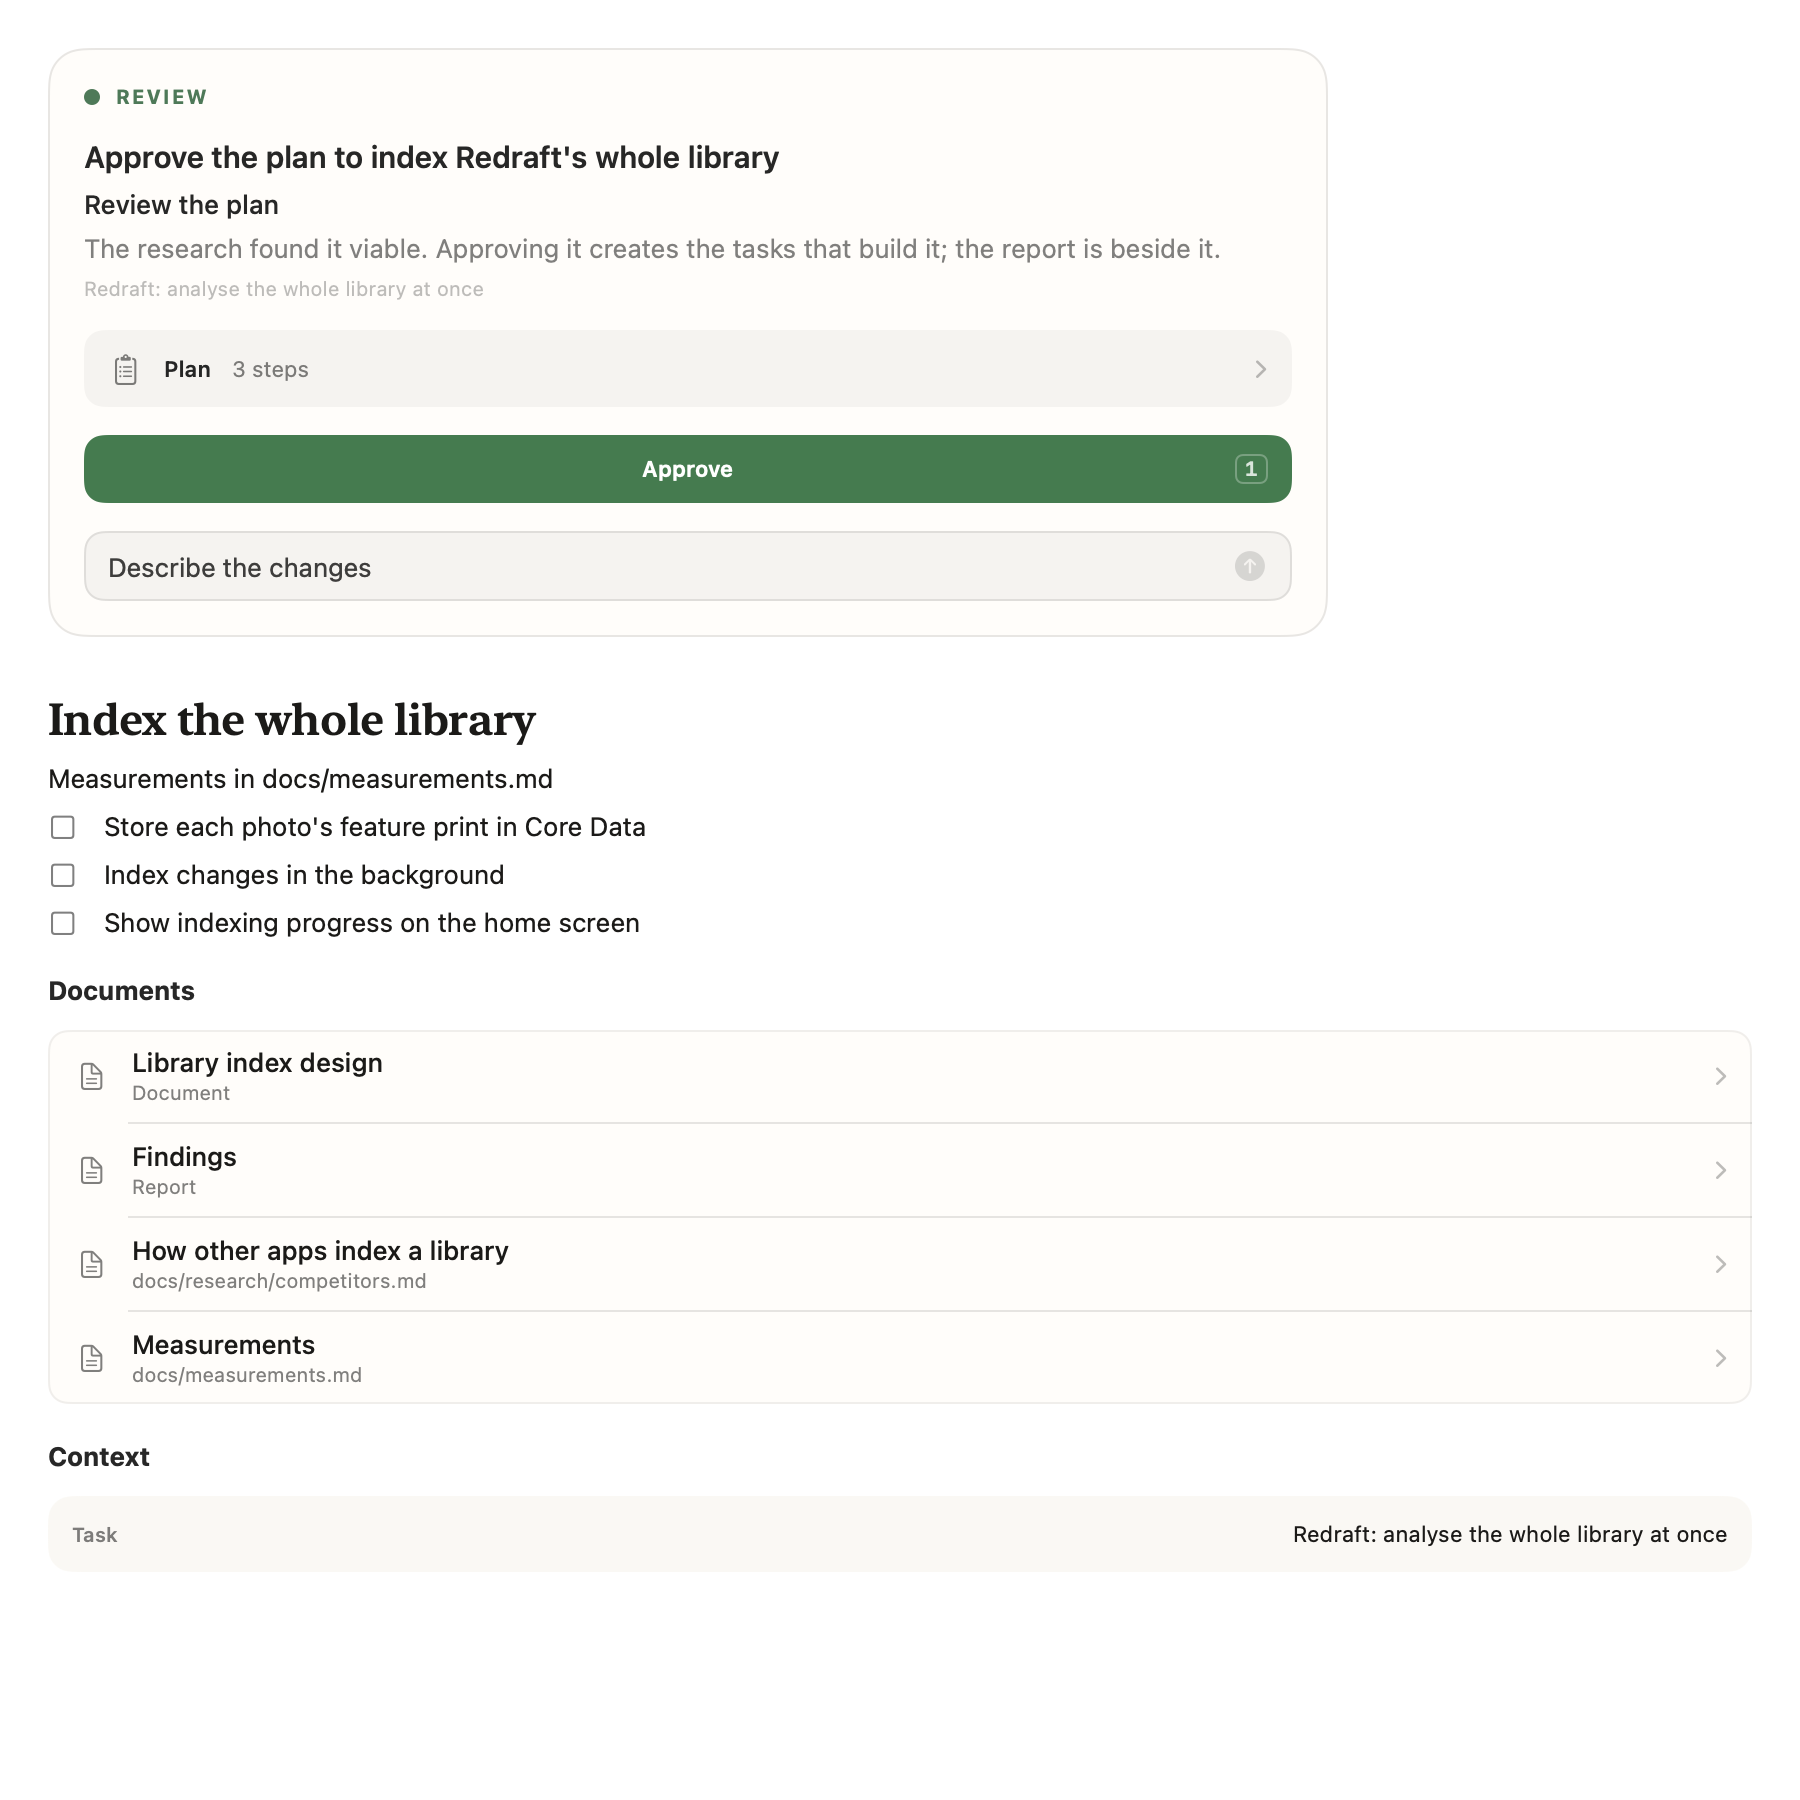 REVIEW
Approve the plan to index Redraft's whole library
Review the plan
The research found it viable. Approving it creates the tasks that build it; the report is beside it.
Redraft: analyse the whole library at once
Plan 3 steps
Approve 1
Describe the changes
Index the whole library
Measurements in docs/measurements.md
Store each photo's feature print in Core Data
Index changes in the background
Show indexing progress on the home screen
Documents
Library index design
Document
Findings
Report
How other apps index a library
docs/research/competitors.md
Measurements
docs/measurements.md
Context
Task Redraft: analyse the whole library at once